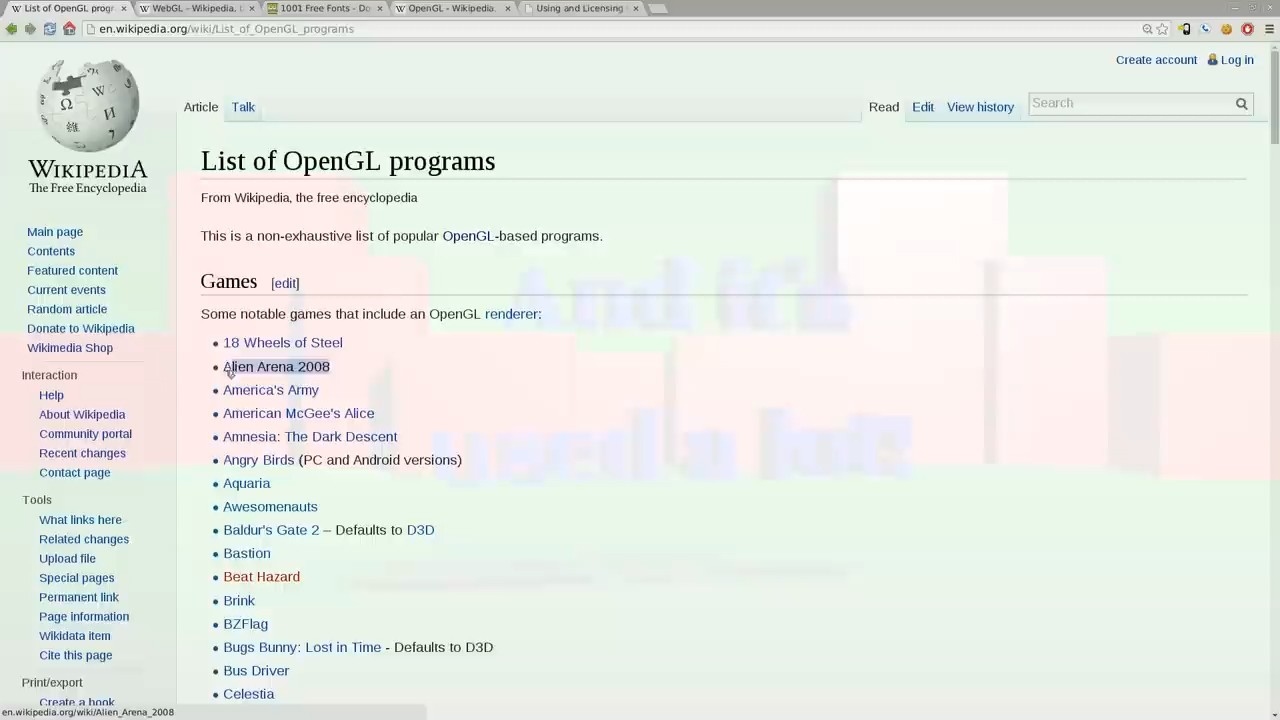 List of OpenGL progr
WebGL – Wikipedia, t
1001 Free Fonts - Do
OpenGL - Wikipedia,
Using and Licensing
en.wikipedia.org/wiki/List_of_OpenGL_programs
Create account
Log in
Article
Talk
Read
Edit
View history
Search
WIKIPEDIA
The Free Encyclopedia
Main page
Contents
Featured content
Current events
Random article
Donate to Wikipedia
Wikimedia Shop
Interaction
Help
About Wikipedia
Community portal
Recent changes
Contact page
Tools
What links here
Related changes
Upload file
Special pages
Permanent link
Page information
Wikidata item
Cite this page
Print/export
Create a book
List of OpenGL programs
From Wikipedia, the free encyclopedia
This is a non-exhaustive list of popular OpenGL-based programs.
Games [edit]
Some notable games that include an OpenGL renderer:
• 18 Wheels of Steel
• Alien Arena 2008
• America's Army
• American McGee's Alice
• Amnesia: The Dark Descent
• Angry Birds (PC and Android versions)
• Aquaria
• Awesomenauts
• Baldur's Gate 2 – Defaults to D3D
• Bastion
• Beat Hazard
• Brink
• BZFlag
• Bugs Bunny: Lost in Time - Defaults to D3D
• Bus Driver
• Celestia
And it's
used a lot
en.wikipedia.org/wiki/Alien_Arena_2008